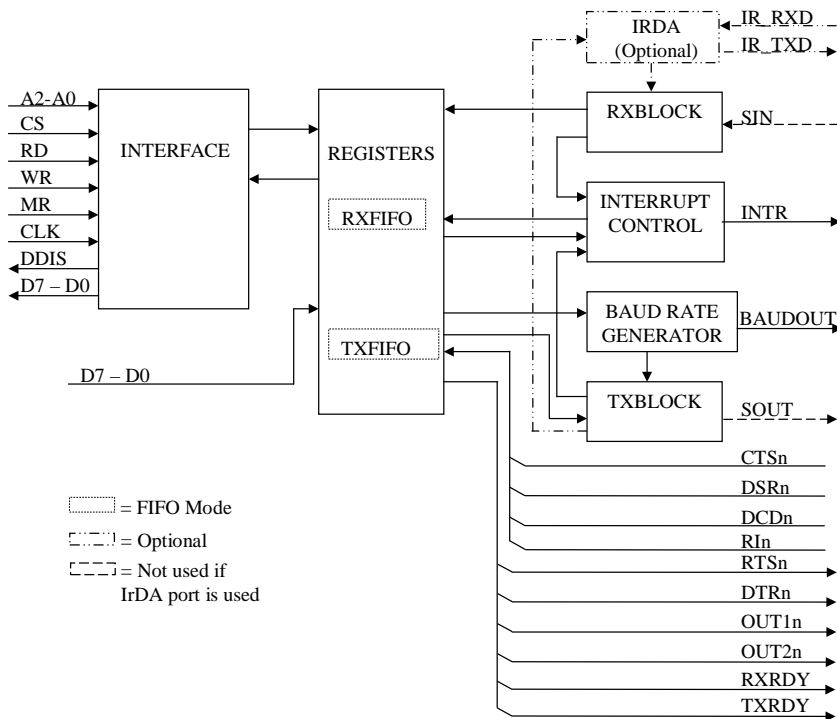 IRDA
(Optional)
IR_RXD
IR_TXD
A2-A0
CS
RD
WR
MR
CLK
DDIS
D7 – D0
INTERFACE
REGISTERS
RXFIFO
TXFIFO
RXBLOCK
SIN
INTERRUPT
CONTROL
INTR
BAUD RATE
GENERATOR
BAUDOUT
TXBLOCK
SOUT
D7 – D0
CTSn
DSRn
DCDn
RIn
RTSn
DTRn
OUT1n
OUT2n
RXRDY
TXRDY
= FIFO Mode
= Optional
= Not used if
IrDA port is used